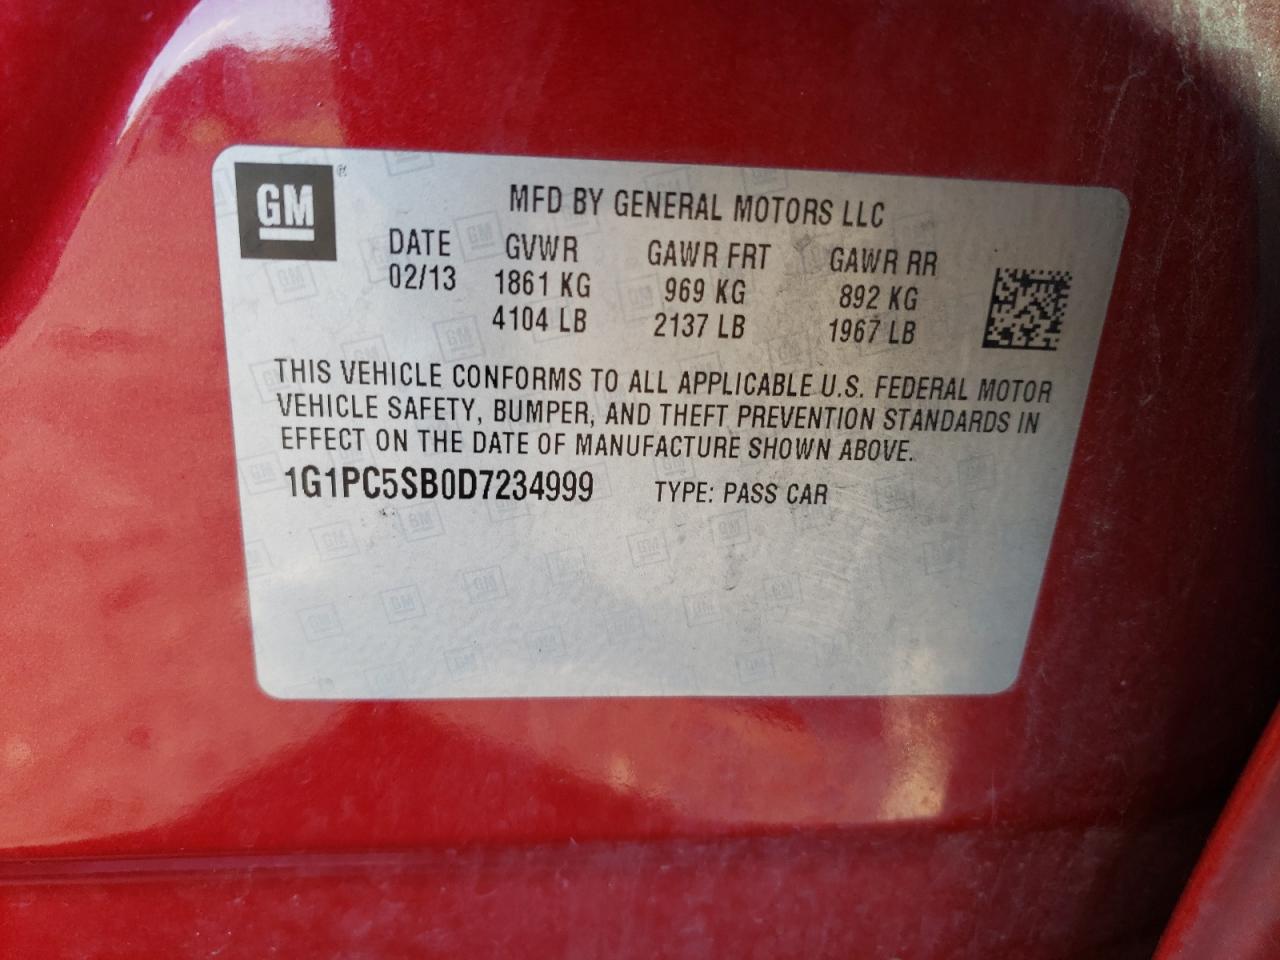 GM ®
MFD BY GENERAL MOTORS LLC
DATE GVWR GAWR FRT GAWR RR
02/13 1861 KG 969 KG 892 KG
4104 LB 2137 LB 1967 LB
THIS VEHICLE CONFORMS TO ALL APPLICABLE U.S. FEDERAL MOTOR
VEHICLE SAFETY, BUMPER, AND THEFT PREVENTION STANDARDS IN
EFFECT ON THE DATE OF MANUFACTURE SHOWN ABOVE.
1G1PC5SB0D7234999 TYPE: PASS CAR